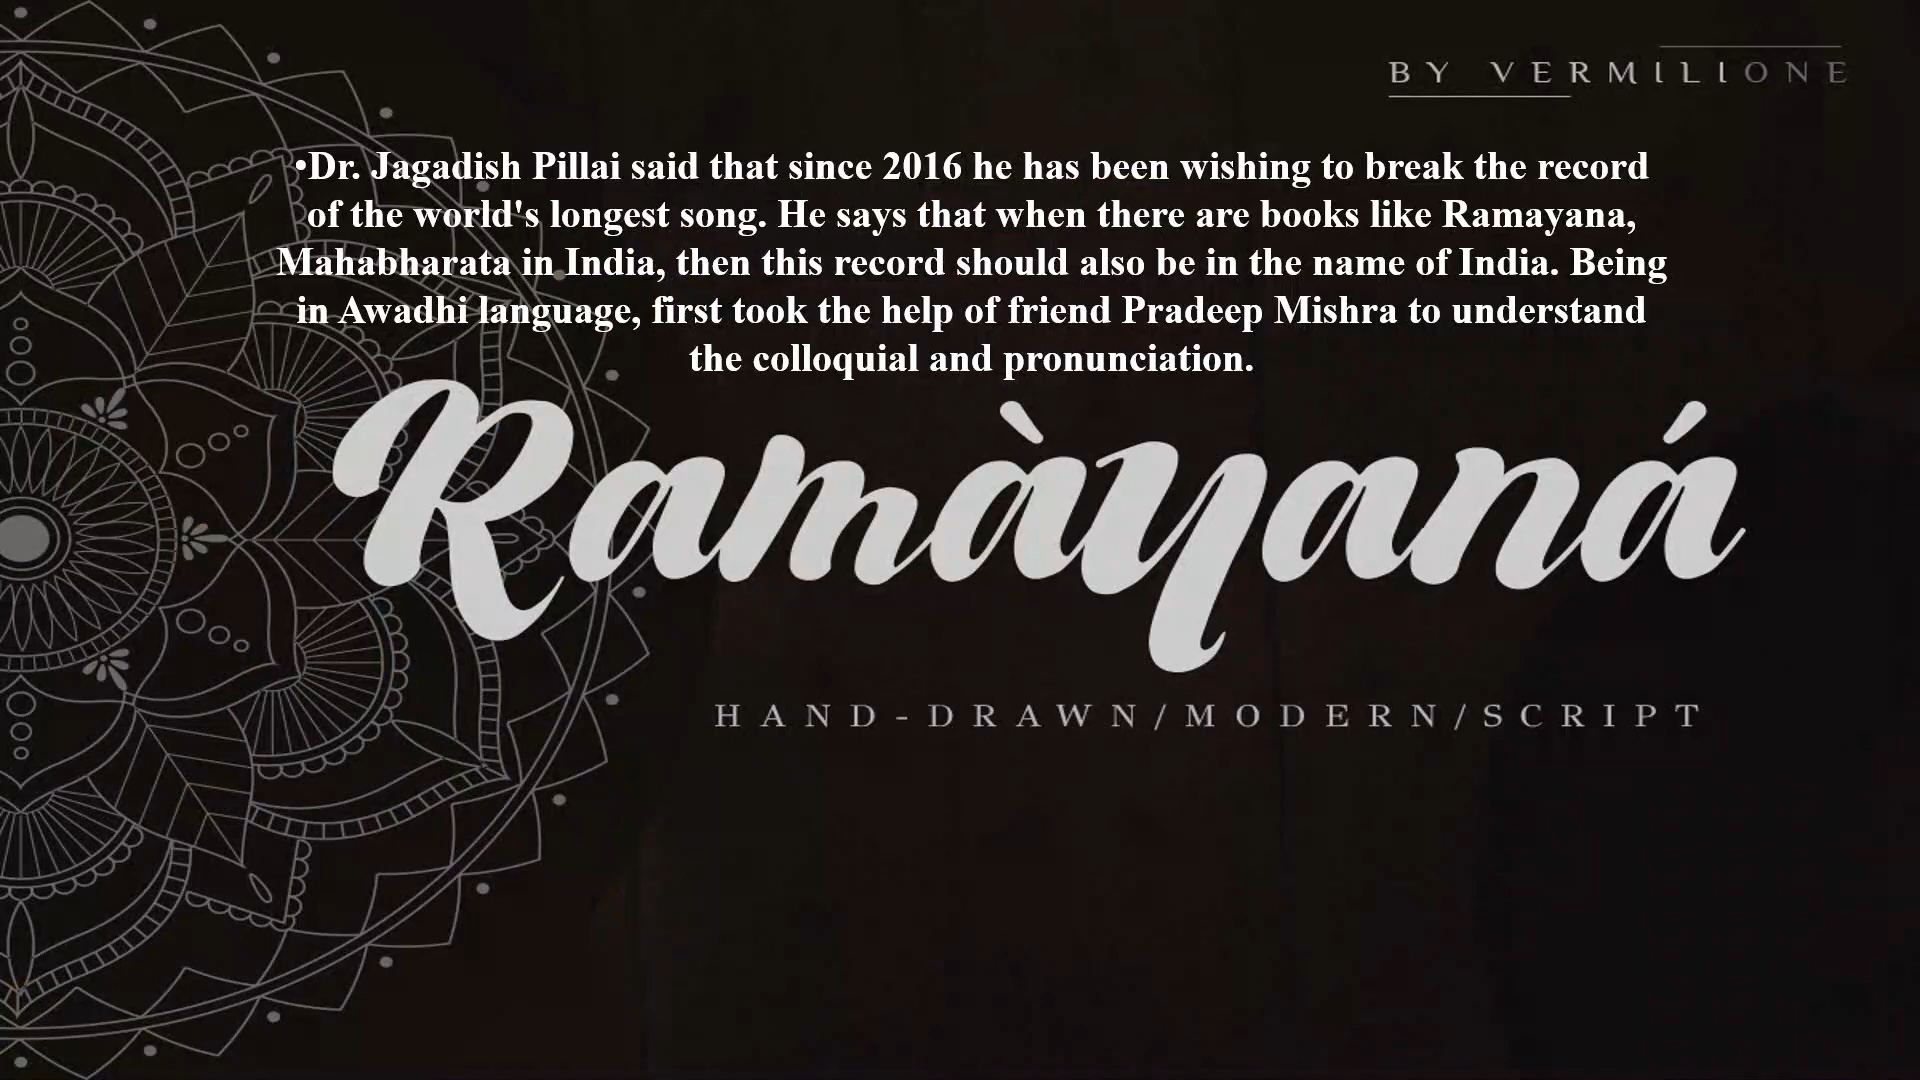 BY VERMILIONE
•Dr. Jagadish Pillai said that since 2016 he has been wishing to break the record
of the world's longest song. He says that when there are books like Ramayana,
Mahabharata in India, then this record should also be in the name of India. Being
in Awadhi language, first took the help of friend Pradeep Mishra to understand
the colloquial and pronunciation.
Ramàyaná
HAND-DRAWN/MODERN/SCRIPT